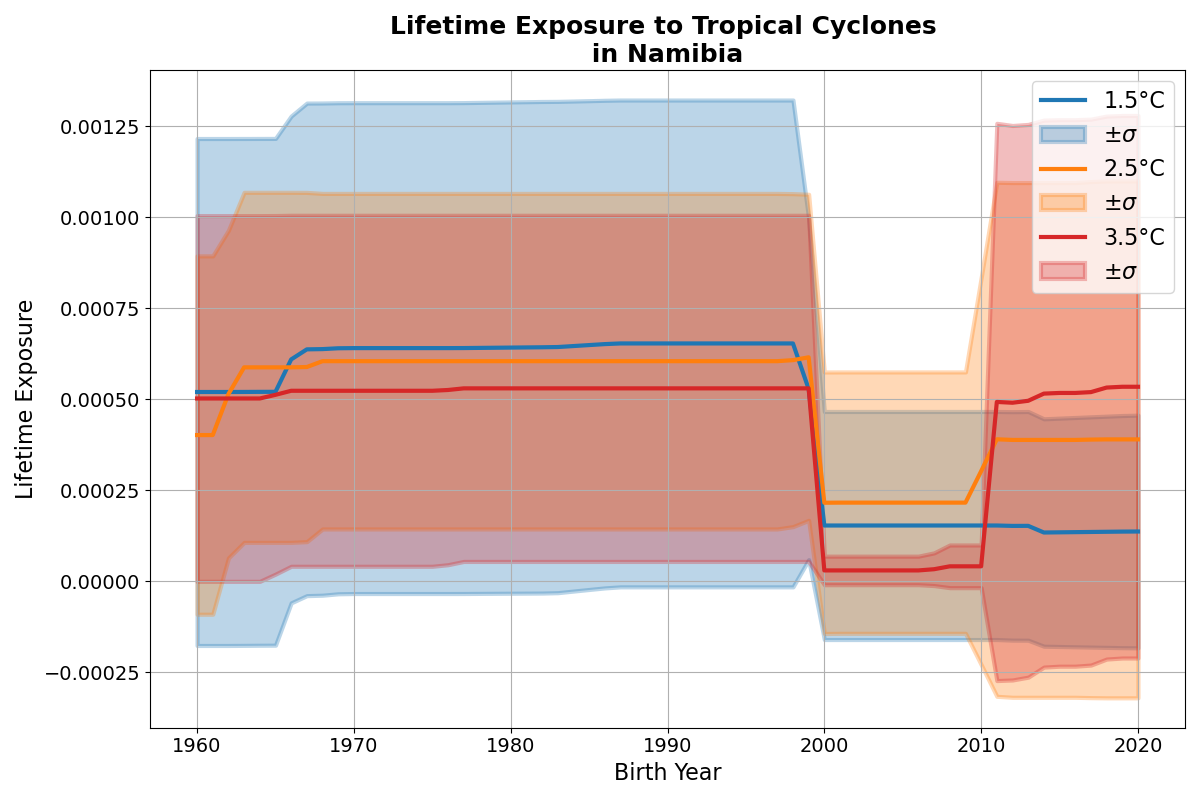 Lifetime Exposure to Tropical Cyclones
in Namibia
1.5°C
±σ
2.5°C
±σ
3.5°C
±σ
Lifetime Exposure
0.00125
0.00100
0.00075
0.00050
0.00025
0.00000
−0.00025
1960
1970
1980
1990
2000
2010
2020
Birth Year